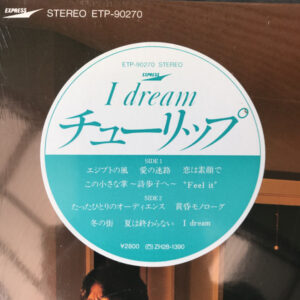 EXPRESS STEREO ETP-90270
ETP-90270 STEREO
EXPRESS
I dream
チューリップ
SIDE 1
エジプトの風 愛の迷路 恋は素顔で
この小さな掌 〜詩歩子へ〜 "Feel it"
SIDE 2
たったひとりのオーディエンス 黄昏モノローグ
冬の街 夏は終わらない I dream
¥2800 ZH28-1390